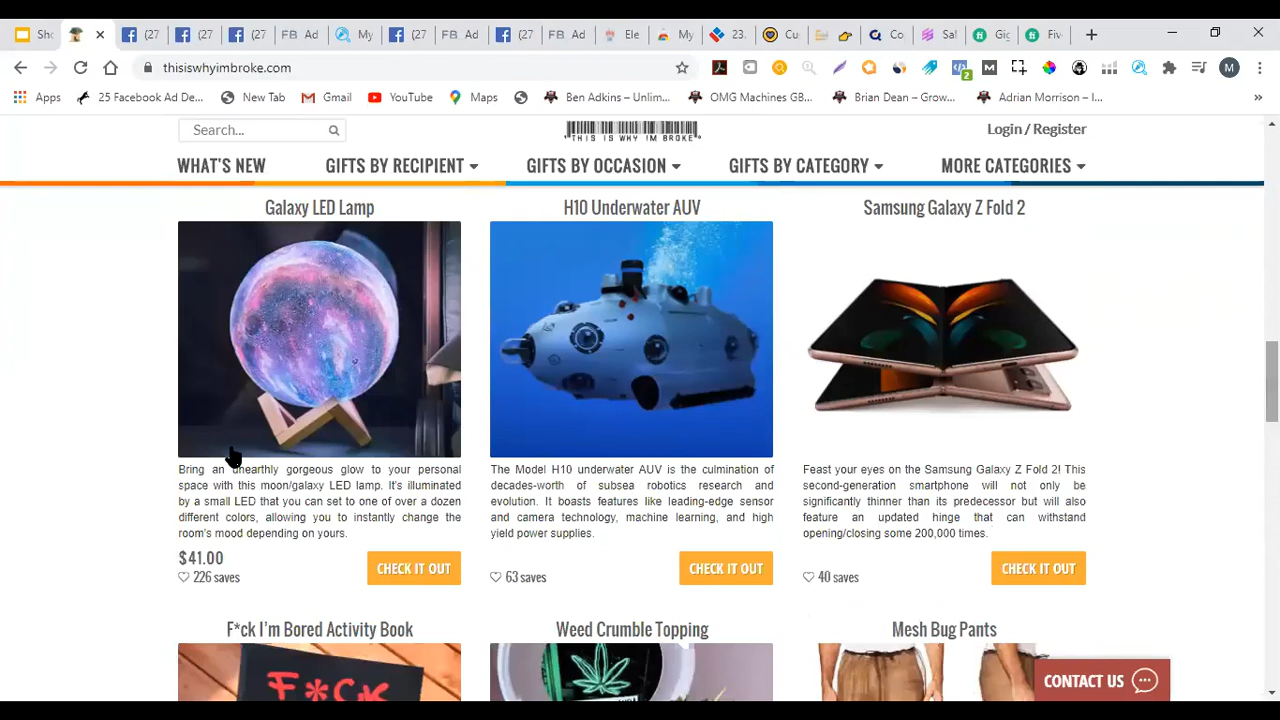 Sho
(27
(27
(27
FB Ad
My
(27
FB Ad
(27
FB Ad
Ele
My
23.
Cu
Co
Sal
Gig
Fiv
thisiswhyimbroke.com
2
M
Apps
25 Facebook Ad De...
New Tab
Gmail
YouTube
Maps
Ben Adkins – Unlim...
OMG Machines GB...
Brian Dean – Grow...
Adrian Morrison – I...
»
Search...
THIS IS WHY I'M BROKE
Login / Register
WHAT'S NEW
GIFTS BY RECIPIENT
GIFTS BY OCCASION
GIFTS BY CATEGORY
MORE CATEGORIES
Galaxy LED Lamp
Bring an unearthly gorgeous glow to your personal
space with this moon/galaxy LED lamp. It's illuminated
by a small LED that you can set to one of over a dozen
different colors, allowing you to instantly change the
room's mood depending on yours.
$41.00
226 saves
CHECK IT OUT
H10 Underwater AUV
The Model H10 underwater AUV is the culmination of
decades-worth of subsea robotics research and
evolution. It boasts features like leading-edge sensor
and camera technology, machine learning, and high
yield power supplies.
63 saves
CHECK IT OUT
Samsung Galaxy Z Fold 2
Feast your eyes on the Samsung Galaxy Z Fold 2! This
second-generation smartphone will not only be
significantly thinner than its predecessor but will also
feature an updated hinge that can withstand
opening/closing some 200,000 times.
40 saves
CHECK IT OUT
F*ck I'm Bored Activity Book
F*CK
Weed Crumble Topping
Mesh Bug Pants
CONTACT US